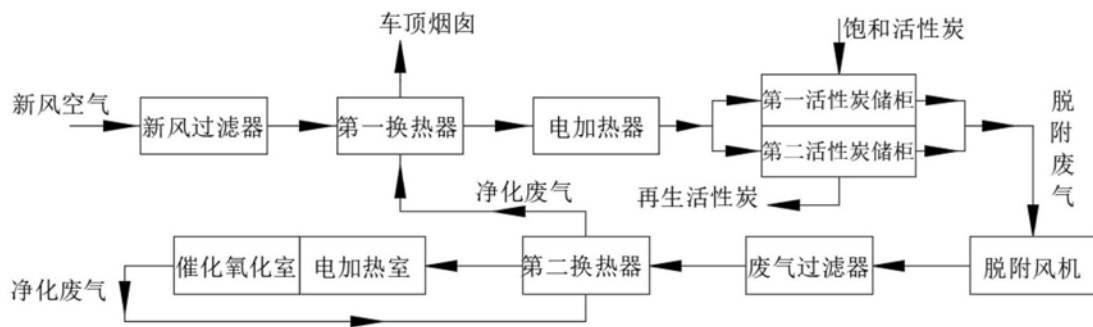 车顶烟囱
饱和活性炭
新风空气
新风过滤器
第一换热器
电加热器
第一活性炭储柜
第二活性炭储柜
脱附废气
净化废气
再生活性炭
催化氧化室
电加热室
第二换热器
废气过滤器
脱附风机
净化废气